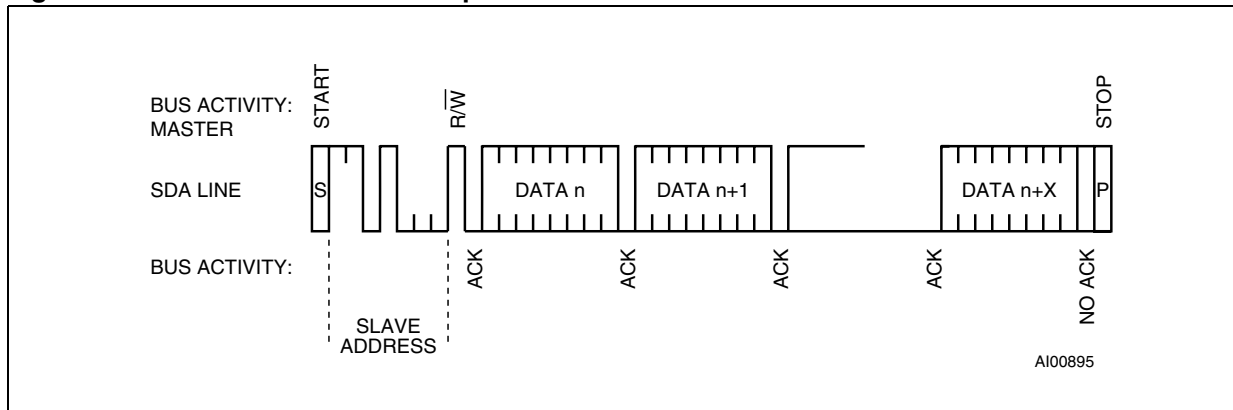 BUS ACTIVITY:
MASTER
START
R/W
STOP
SDA LINE
S
DATA n
DATA n+1
DATA n+X
P
BUS ACTIVITY:
ACK
ACK
ACK
ACK
NO ACK
SLAVE
ADDRESS
AI00895